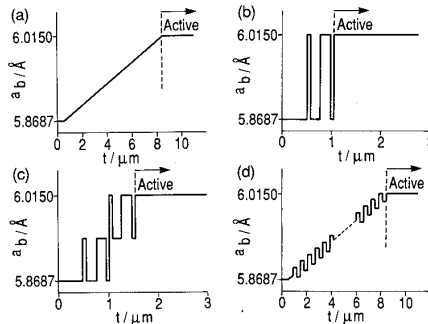 (a)
Active
6.0150
a_b/Å
5.8687
0 2 4 6 8 10
t/μm
(b)
Active
6.0150
a_b/Å
5.8687
0 1 2 3
t/μm
(c)
Active
6.0150
a_b/Å
5.8687
0 1 2 3
t/μm
(d)
Active
6.0150
a_b/Å
5.8687
0 2 4 6 8 10
t/μm